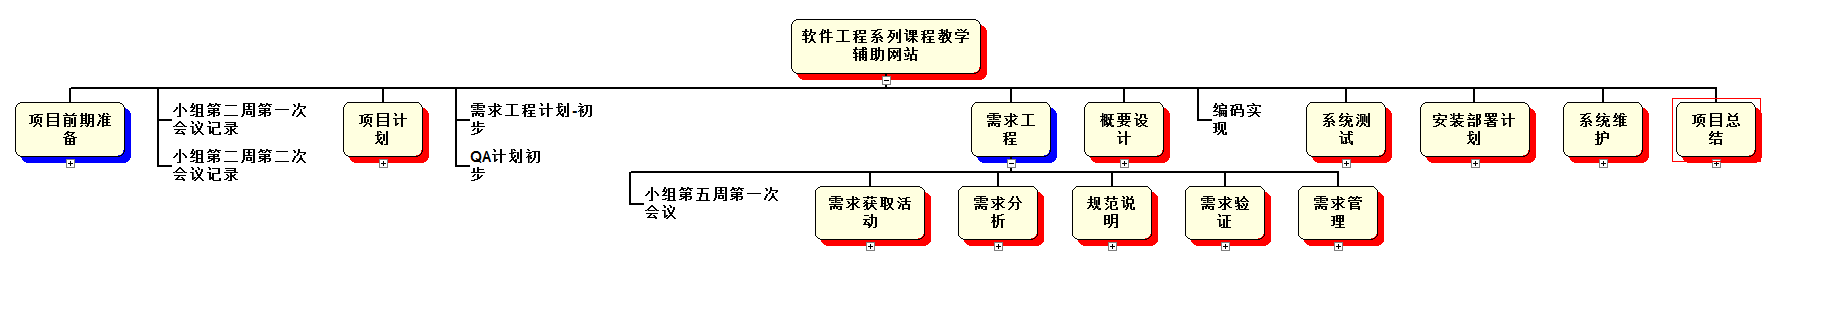 软件工程系列课程教学
辅助网站
项目前期准
备
小组第二周第一次
会议记录
小组第二周第二次
会议记录
项目计
划
需求工程计划-初
步
QA计划初
步
需求工
程
概要设
计
编码实
现
系统测
试
安装部署计
划
系统维
护
项目总
结
小组第五周第一次
会议
需求获取活
动
需求分
析
规范说
明
需求验
证
需求管
理